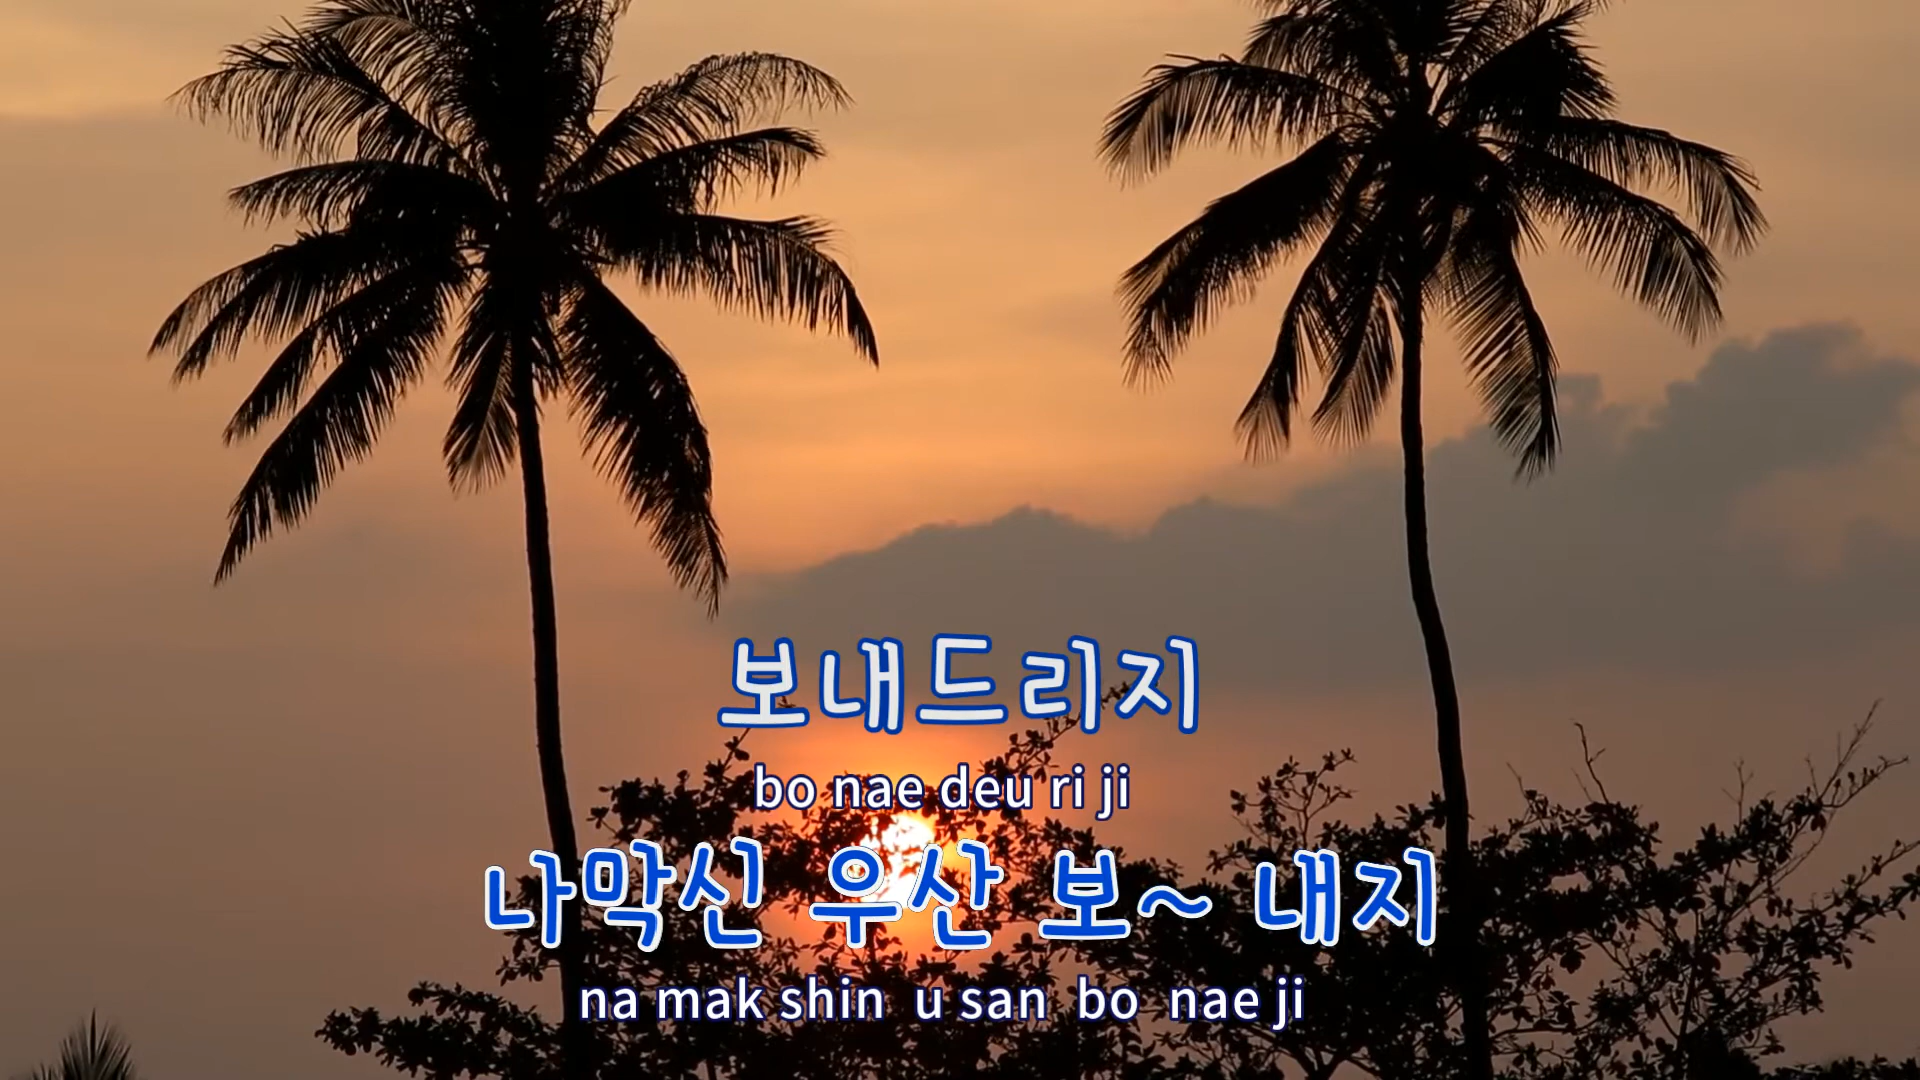 보내드리지
bo nae deu ri ji
나막신 우산 보~ 내지
na mak shin u san bo nae ji